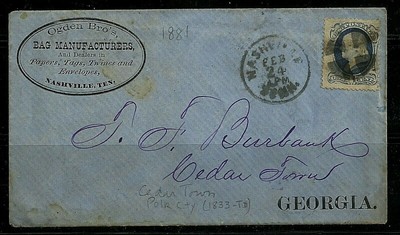 Ogden Bro's,
BAG MANUFACTURERS,
And Dealers in
Papers, Tags, Twines and
Envelopes,
NASHVILLE, TEN.
1881
NASHVILLE
FEB
24
TENN.
T. F. Burbank
Cedar Town
Cedar Town
Polk Cty (1833-
GEORGIA.